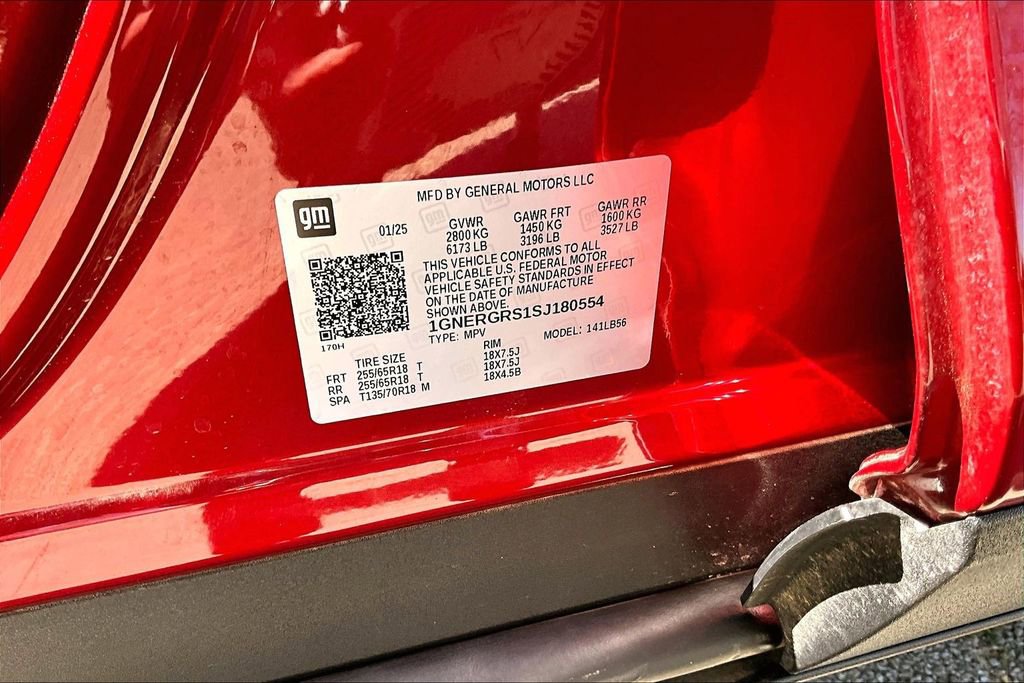 MFD BY GENERAL MOTORS LLC
gm
01/25
GVWR GAWR FRT GAWR RR
2800 KG 1450 KG 1600 KG
6173 LB 3196 LB 3527 LB
THIS VEHICLE CONFORMS TO ALL
APPLICABLE U.S. FEDERAL MOTOR
VEHICLE SAFETY STANDARDS IN EFFECT
ON THE DATE OF MANUFACTURE
SHOWN ABOVE.
1GNERGRS1SJ180554
TYPE: MPV MODEL: 141LB56
170H
TIRE SIZE RIM
FRT 255/65R18 T 18X7.5J
RR 255/65R18 T 18X7.5J
SPA T135/70R18 M 18X4.5B